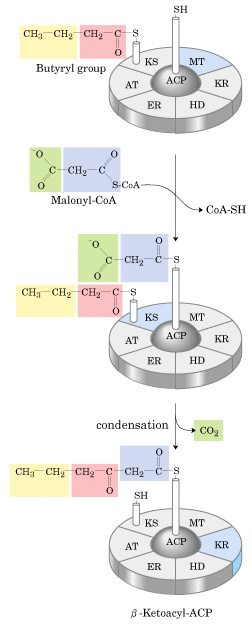 SH
CH3—CH2—CH2—C—S
O
Butyryl group
KS MT
AT ACP KR
ER HD
-O O
C—CH2—C
O S-CoA
Malonyl-CoA
CoA-SH
-O O
C—CH2—C—S
O
CH3—CH2—CH2—C—S
O
KS MT
AT ACP KR
ER HD
condensation CO2
O
CH3—CH2—CH2—C—CH2—C—S
O
SH
KS MT
AT ACP KR
ER HD
β-Ketoacyl-ACP